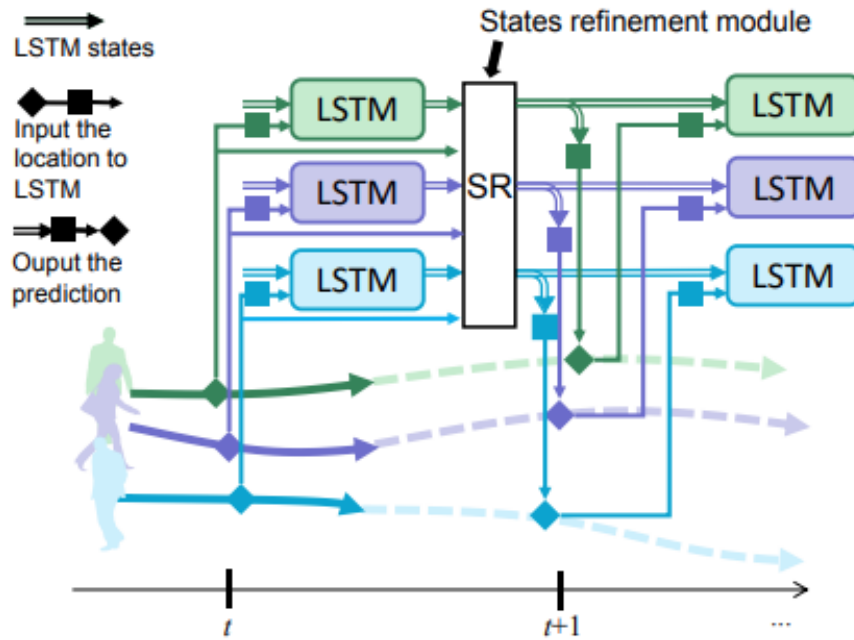 States refinement module
LSTM states
Input the
location to
LSTM
Ouput the
prediction
LSTM
LSTM
LSTM
SR
LSTM
LSTM
LSTM
t
t+1
...